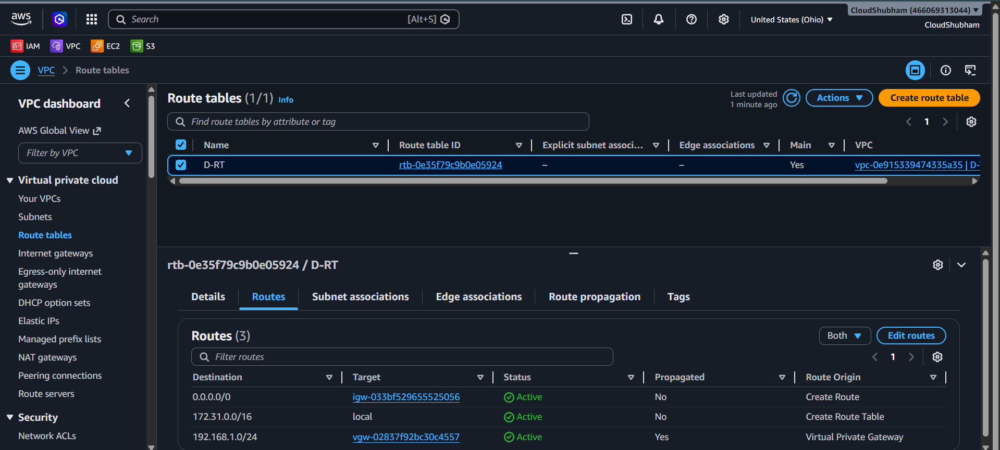 aws
Search [Alt+S]
United States (Ohio)
CloudShubham (466069313044)
CloudShubham
IAM VPC EC2 S3
VPC Route tables
VPC dashboard
AWS Global View
Filter by VPC
Virtual private cloud
Your VPCs
Subnets
Route tables
Internet gateways
Egress-only internet
gateways
DHCP option sets
Elastic IPs
Managed prefix lists
NAT gateways
Peering connections
Route servers
Security
Network ACLs
Route tables (1/1) Info
Last updated
1 minute ago
Actions
Create route table
Find route tables by attribute or tag
1
Name Route table ID Explicit subnet associ... Edge associations Main VPC
D-RT rtb-0e35f79c9b0e05924 – – Yes vpc-0e915339474335a35 | D-
rtb-0e35f79c9b0e05924 / D-RT
Details Routes Subnet associations Edge associations Route propagation Tags
Routes (3)
Both
Edit routes
Filter routes
1
Destination Target Status Propagated Route Origin
0.0.0.0/0 igw-033bf529655525056 Active No Create Route
172.31.0.0/16 local Active No Create Route Table
192.168.1.0/24 vgw-02837f92bc30c4557 Active Yes Virtual Private Gateway